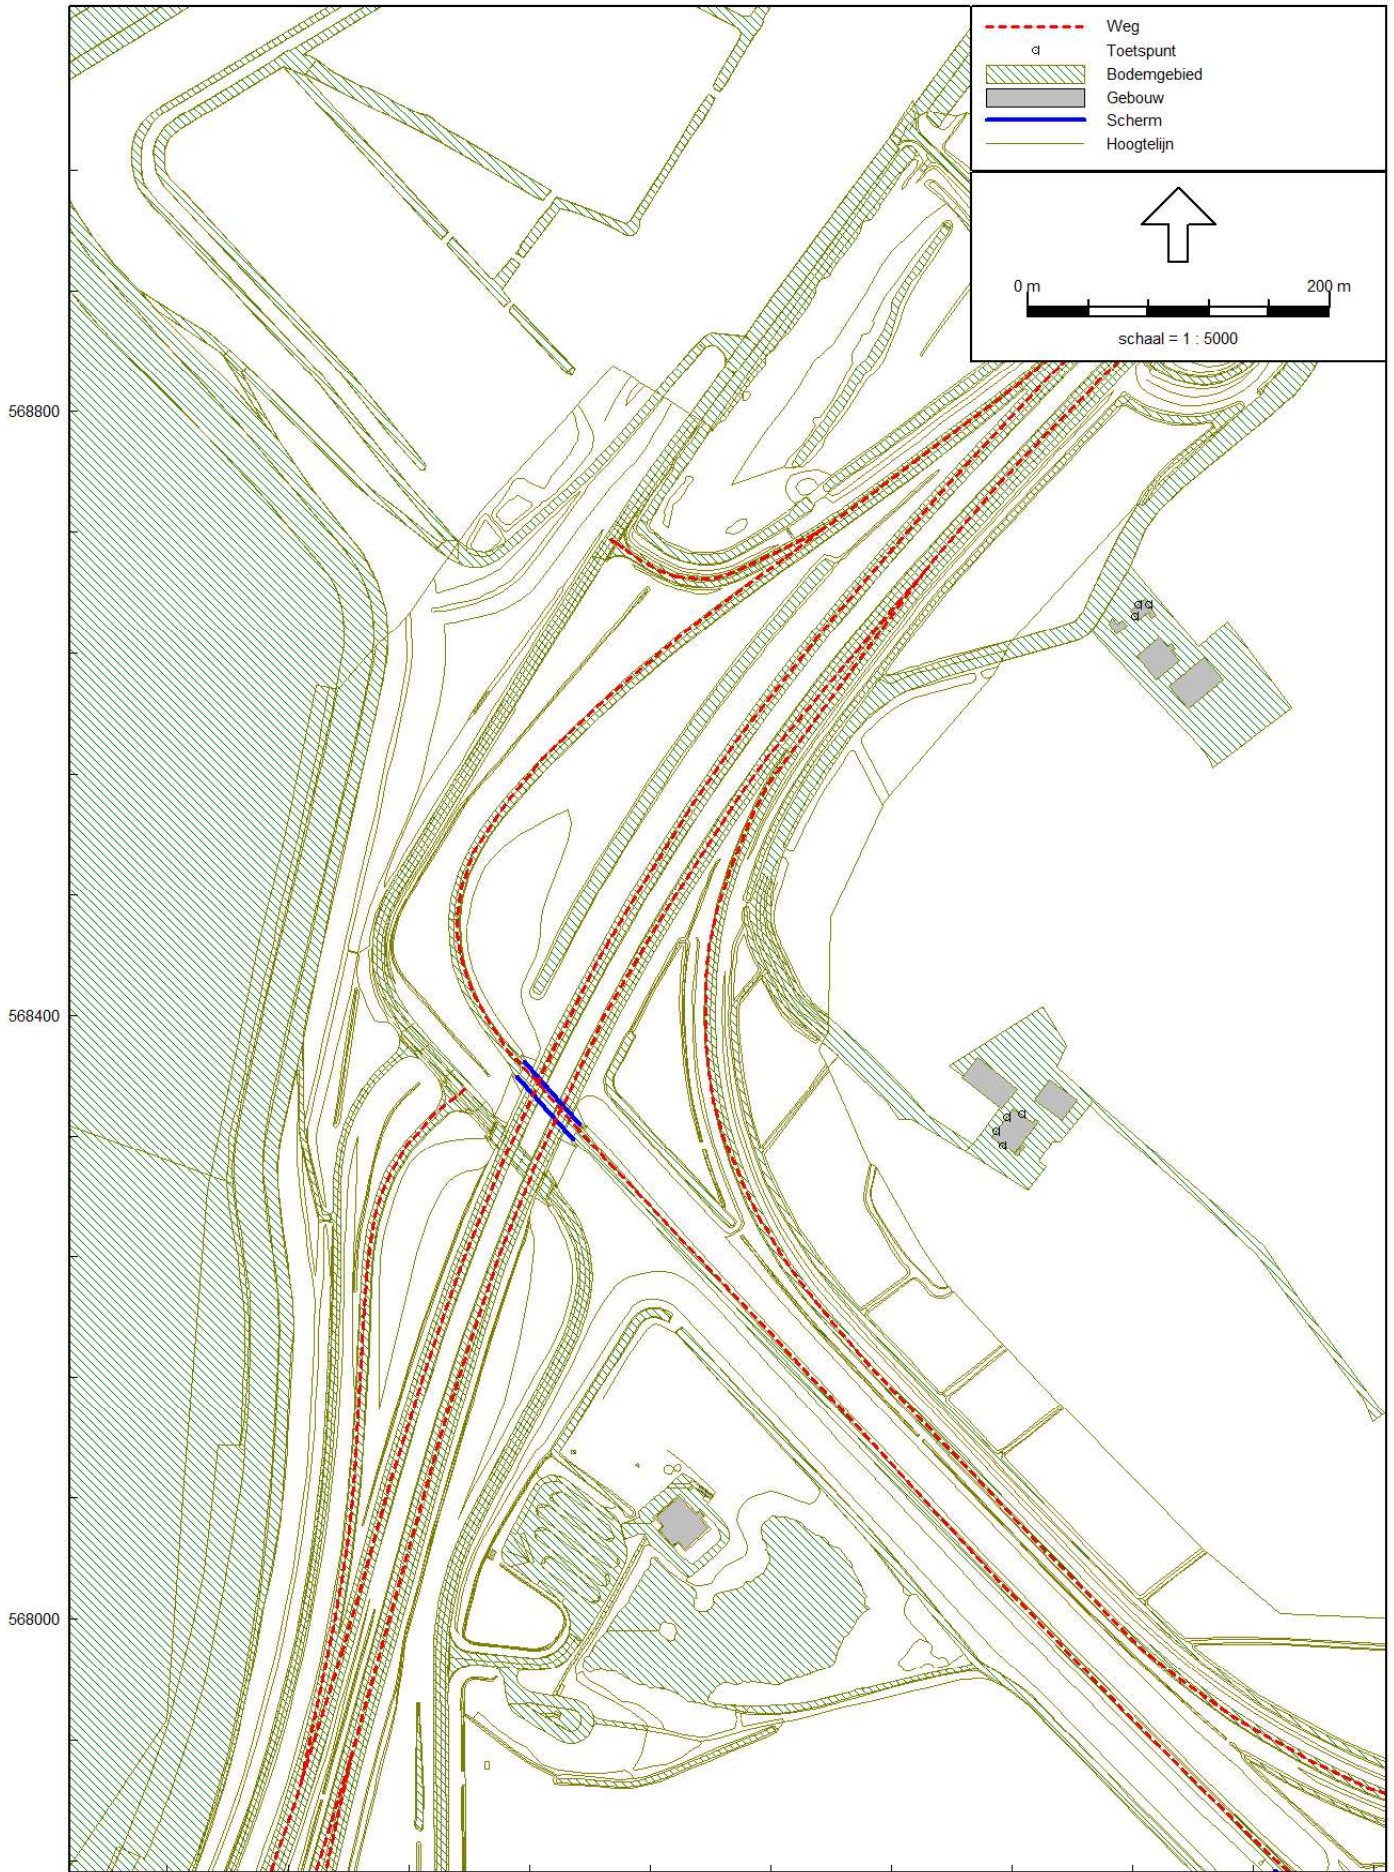 Weg
Toetspunt
Bodemgebied
Gebouw
Scherm
Hoogtelijn
0 m 200 m
schaal = 1 : 5000
568800
568400
568000